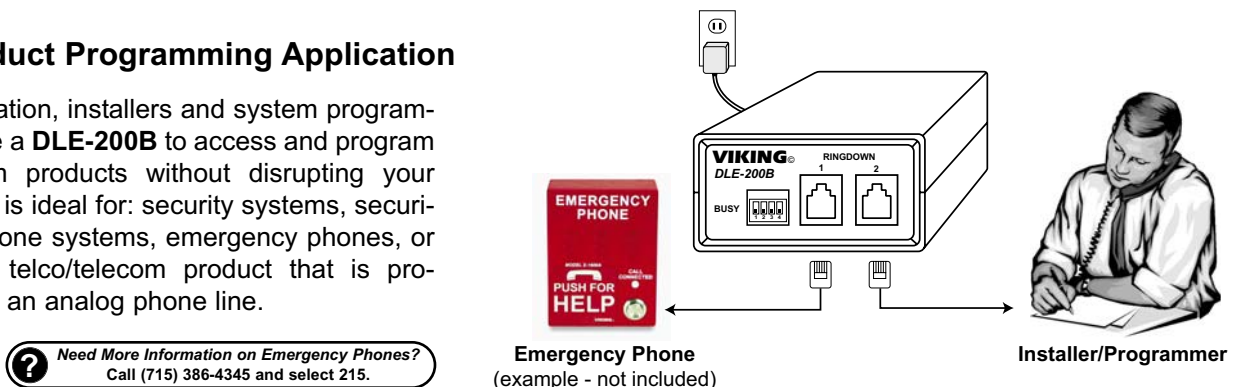 duct Programming Application
ation, installers and system program-
e a DLE-200B to access and program
m products without disrupting your
is ideal for: security systems, securi-
one systems, emergency phones, or
telco/telecom product that is pro-
an analog phone line.
? Need More Information on Emergency Phones?
Call (715) 386-4345 and select 215.
VIKING©
DLE-200B
RINGDOWN
1 2
BUSY
1 2 3 4
EMERGENCY
PHONE
CALL
CONNECTED
PUSH FOR
HELP
VIKING
Emergency Phone
(example - not included)
Installer/Programmer